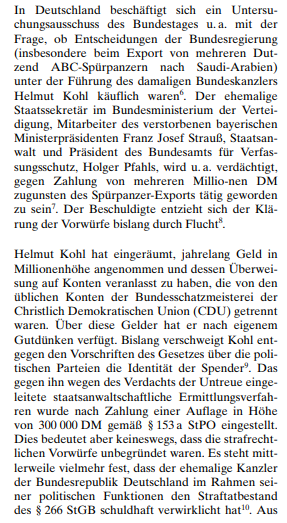 In Deutschland beschäftigt sich ein Untersu-
chungsausschuss des Bundestages u. a. mit der
Frage, ob Entscheidungen der Bundesregierung
(insbesondere beim Export von mehreren Dut-
zend ABC-Spürpanzern nach Saudi-Arabien)
unter der Führung des damaligen Bundeskanzlers
Helmut Kohl käuflich waren⁶. Der ehemalige
Staatssekretär im Bundesministerium der Vertei-
digung, Mitarbeiter des verstorbenen bayerischen
Ministerpräsidenten Franz Josef Strauß, Staatsan-
walt und Präsident des Bundesamts für Verfas-
sungsschutz, Holger Pfahls, wird u. a. verdächtigt,
gegen Zahlung von mehreren Millio-nen DM
zugunsten des Spürpanzer-Exports tätig geworden
zu sein⁷. Der Beschuldigte entzieht sich der Klä-
rung der Vorwürfe bislang durch Flucht⁸.
Helmut Kohl hat eingeräumt, jahrelang Geld in
Millionenhöhe angenommen und dessen Überwei-
sung auf Konten veranlasst zu haben, die von den
üblichen Konten der Bundesschatzmeisterei der
Christlich Demokratischen Union (CDU) getrennt
waren. Über diese Gelder hat er nach eigenem
Gutdünken verfügt. Bislang verschweigt Kohl ent-
gegen den Vorschriften des Gesetzes über die poli-
tischen Parteien die Identität der Spender⁹. Das
gegen ihn wegen des Verdachts der Untreue einge-
leitete staatsanwaltschaftliche Ermittlungsverfah-
ren wurde nach Zahlung einer Auflage in Höhe
von 300 000 DM gemäß § 153 a StPO eingestellt.
Dies bedeutet aber keineswegs, dass die strafrecht-
lichen Vorwürfe unbegründet waren. Es steht mitt-
lerweile vielmehr fest, dass der ehemalige Kanzler
der Bundesrepublik Deutschland im Rahmen sei-
ner politischen Funktionen den Straftatbestand
des § 266 StGB schuldhaft verwirklicht hat¹⁰. Aus